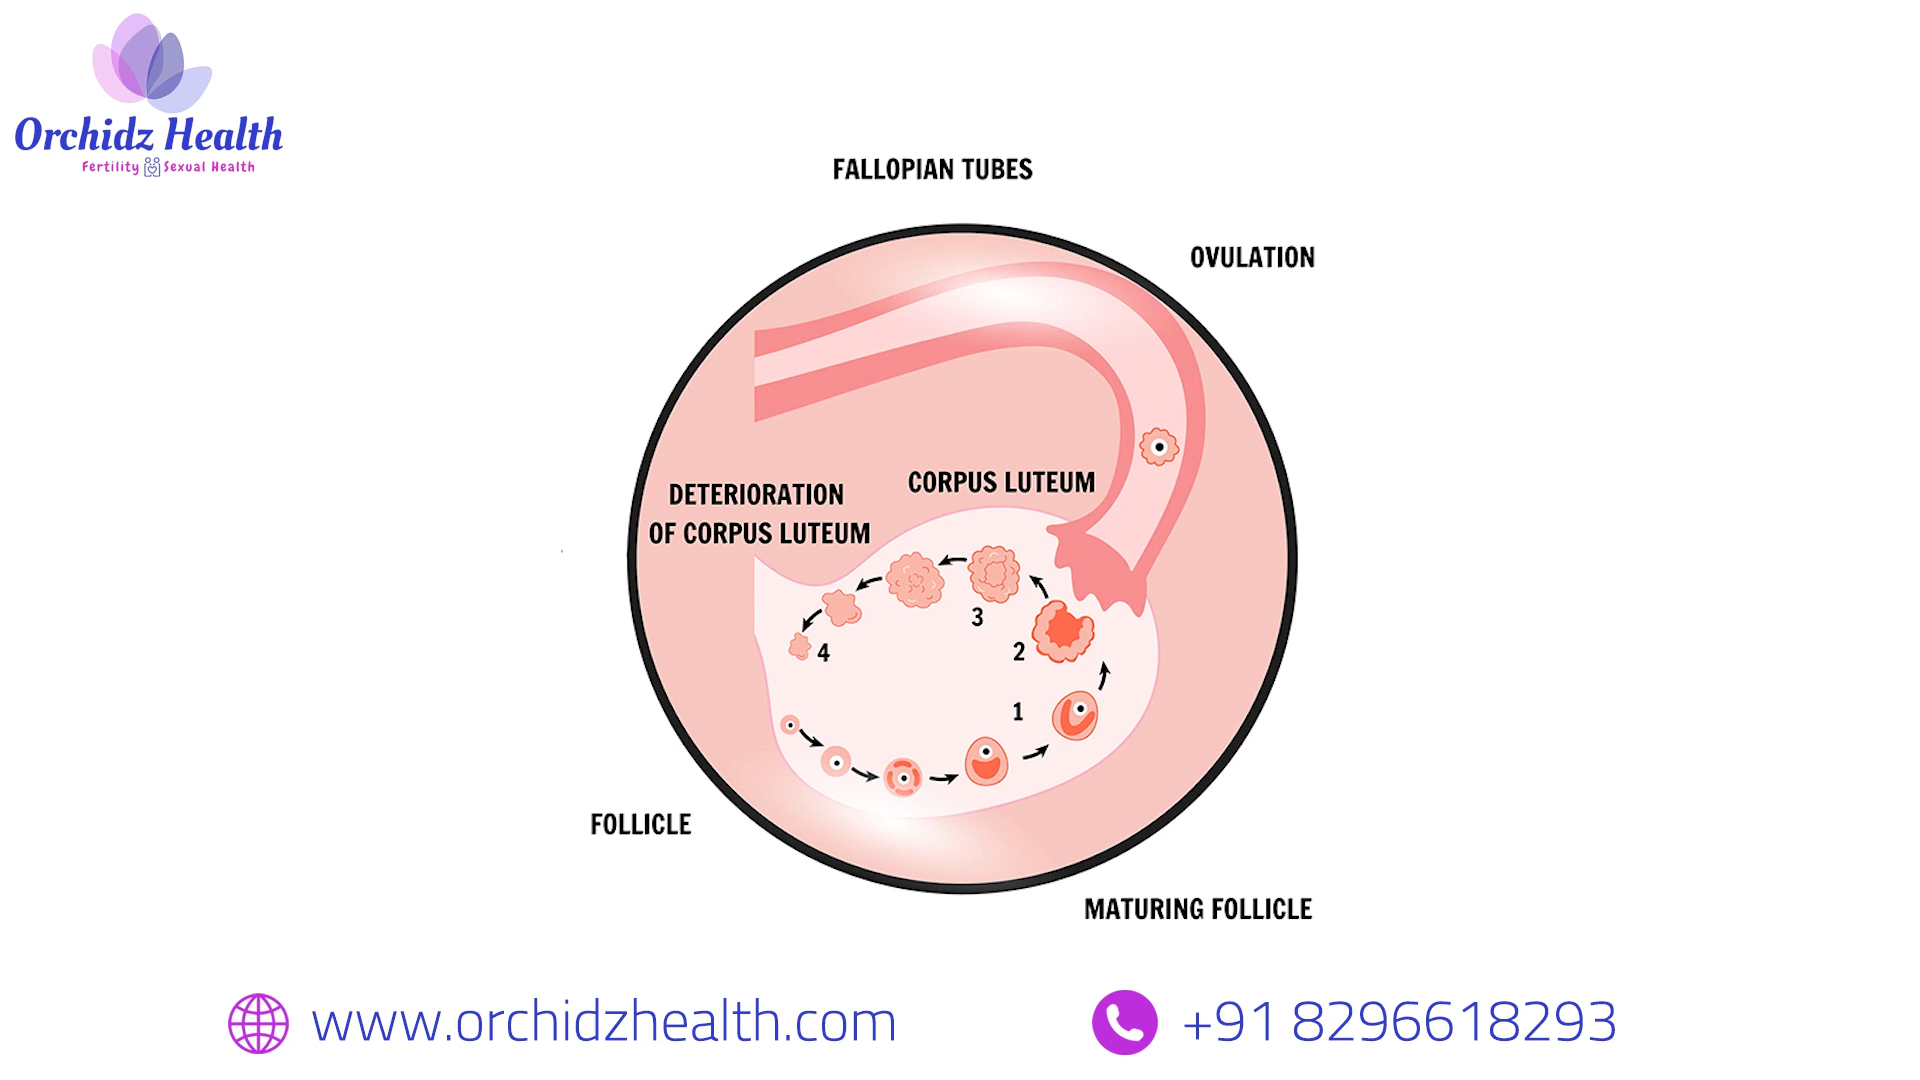 Orchidz Health
Fertility Sexual Health
FALLOPIAN TUBES
OVULATION
DETERIORATION
OF CORPUS LUTEUM
CORPUS LUTEUM
3
2
4
1
FOLLICLE
MATURING FOLLICLE
www.orchidzhealth.com
+91 8296618293